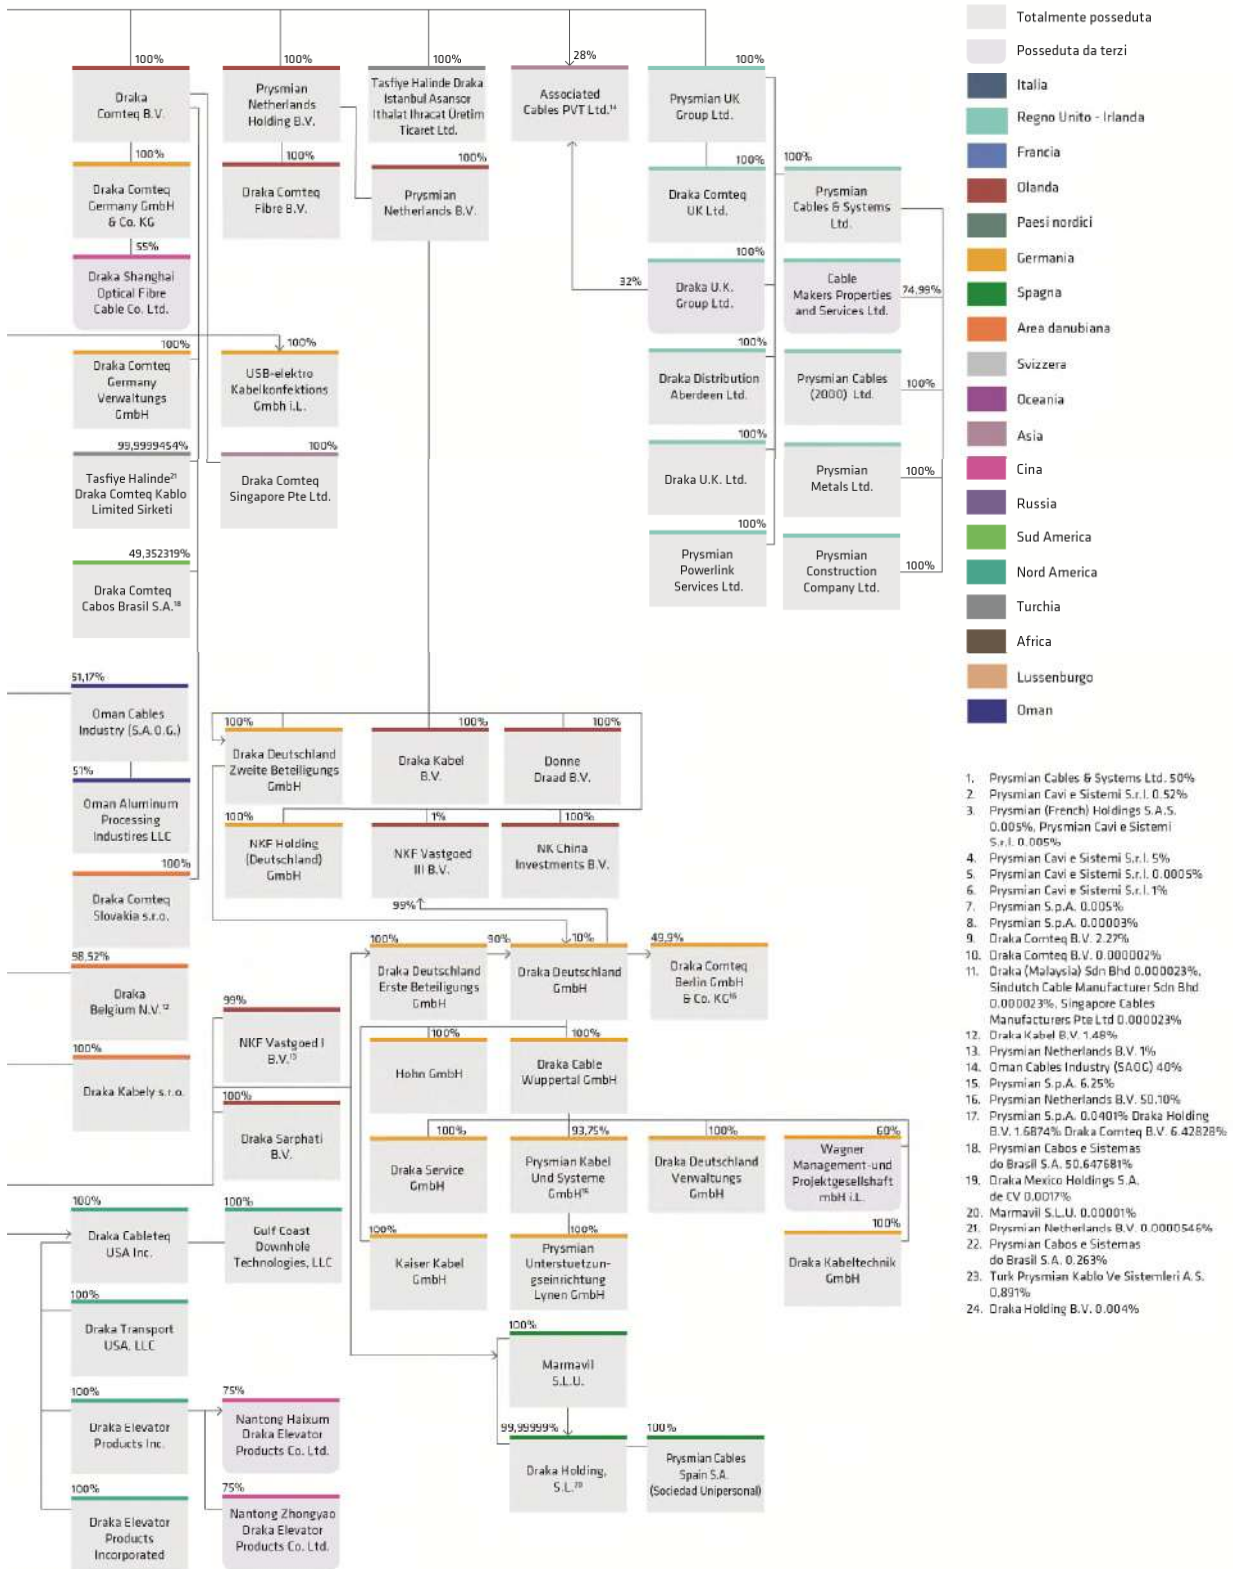 100%
100%
100%
28%
100%
Draka
Comteq B.V.
Prysmian
Netherlands
Holding B.V.
Tasfiye Halinde Draka
Istanbul Asansor
Ithalat Ihracat Üretim
Ticaret Ltd.
Associated
Cables PVT Ltd.¹⁴
Prysmian UK
Group Ltd.
100%
100%
100%
100%
100%
Draka Comteq
Germany GmbH
& Co. KG
Draka Comteq
Fibre B.V.
Prysmian
Netherlands B.V.
Draka Comteq
UK Ltd.
Prysmian
Cables & Systems
Ltd.
55%
100%
32%
74,99%
Draka Shanghai
Optical Fibre
Cable Co. Ltd.
Draka U.K.
Group Ltd.
Cable
Makers Properties
and Services Ltd.
100%
100%
100%
100%
Draka Comteq
Germany
Verwaltungs
GmbH
USB-elektro
Kabelkonfektions
Gmbh i.L.
Draka Distribution
Aberdeen Ltd.
Prysmian Cables
(2000) Ltd.
99,9999454%
100%
100%
100%
Tasfiye Halinde²¹
Draka Comteq Kablo
Limited Sirketi
Draka Comteq
Singapore Pte Ltd.
Draka U.K. Ltd.
Prysmian
Metals Ltd.
49,352319%
100%
100%
Draka Comteq
Cabos Brasil S.A.¹⁸
Prysmian
Powerlink
Services Ltd.
Prysmian
Construction
Company Ltd.
51,17%
Oman Cables
Industry (S.A.O.G.)
100%
100%
100%
Draka Deutschland
Zweite Beteiligungs
GmbH
Draka Kabel
B.V.
Donne
Draad B.V.
51%
Oman Aluminum
Processing
Industires LLC
100%
1%
100%
NKF Holding
(Deutschland)
GmbH
NKF Vastgoed
III B.V.
NK China
Investments B.V.
100%
Draka Comteq
Slovakia s.r.o.
99%
98,52%
Draka
Belgium N.V.¹²
100%
90%
10%
49,9%
Draka Deutschland
Erste Beteiligungs
GmbH
Draka Deutschland
GmbH
Draka Comteq
Berlin GmbH
& Co. KG¹⁶
99%
NKF Vastgoed I
B.V.¹³
100%
Draka Kabely s.r.o.
100%
100%
Hohn GmbH
Draka Cable
Wuppertal GmbH
100%
Draka Sarphati
B.V.
100%
93,75%
100%
60%
Draka Service
GmbH
Prysmian Kabel
Und Systeme
GmbH¹⁵
Draka Deutschland
Verwaltungs
GmbH
Wagner
Management-und
Projektgesellschaft
mbH i.L.
100%
100%
100%
100%
100%
Draka Cableteq
USA Inc.
Gulf Coast
Downhole
Technologies, LLC
Kaiser Kabel
GmbH
Prysmian
Unterstuetzun-
gseinrichtung
Lynen GmbH
Draka Kabeltechnik
GmbH
100%
Draka Transport
USA, LLC
100%
Marmavil
S.L.U.
100%
75%
Draka Elevator
Products Inc.
Nantong Haixum
Draka Elevator
Products Co. Ltd.
99,99999%
100%
Draka Holding,
S.L.²⁰
Prysmian Cables
Spain S.A.
(Sociedad Unipersonal)
100%
75%
Draka Elevator
Products
Incorporated
Nantong Zhongyao
Draka Elevator
Products Co. Ltd.
Totalmente posseduta
Posseduta da terzi
Italia
Regno Unito - Irlanda
Francia
Olanda
Paesi nordici
Germania
Spagna
Area danubiana
Svizzera
Oceania
Asia
Cina
Russia
Sud America
Nord America
Turchia
Africa
Lussenburgo
Oman
1. Prysmian Cables & Systems Ltd. 50%
2. Prysmian Cavi e Sistemi S.r.l. 0.52%
3. Prysmian (French) Holdings S.A.S.
0.005%, Prysmian Cavi e Sistemi
S.r.l. 0.005%
4. Prysmian Cavi e Sistemi S.r.l. 5%
5. Prysmian Cavi e Sistemi S.r.l. 0.0005%
6. Prysmian Cavi e Sistemi S.r.l. 1%
7. Prysmian S.p.A. 0.005%
8. Prysmian S.p.A. 0.00003%
9. Draka Comteq B.V. 2.27%
10. Draka Comteq B.V. 0.000002%
11. Draka (Malaysia) Sdn Bhd 0.000023%,
Sindutch Cable Manufacturer Sdn Bhd
0.000023%, Singapore Cables
Manufacturers Pte Ltd 0.000023%
12. Draka Kabel B.V. 1.48%
13. Prysmian Netherlands B.V. 1%
14. Oman Cables Industry (SAOG) 40%
15. Prysmian S.p.A. 6.25%
16. Prysmian Netherlands B.V. 50.10%
17. Prysmian S.p.A. 0.0401% Draka Holding
B.V. 1.6874% Draka Comteq B.V. 6.42828%
18. Prysmian Cabos e Sistemas
do Brasil S.A. 50.647681%
19. Draka Mexico Holdings S.A.
de CV 0,0017%
20. Marmavil S.L.U. 0.00001%
21. Prysmian Netherlands B.V. 0.0000546%
22. Prysmian Cabos e Sistemas
do Brasil S.A. 0.263%
23. Turk Prysmian Kablo Ve Sistemleri A.S.
0,891%
24. Draka Holding B.V. 0.004%